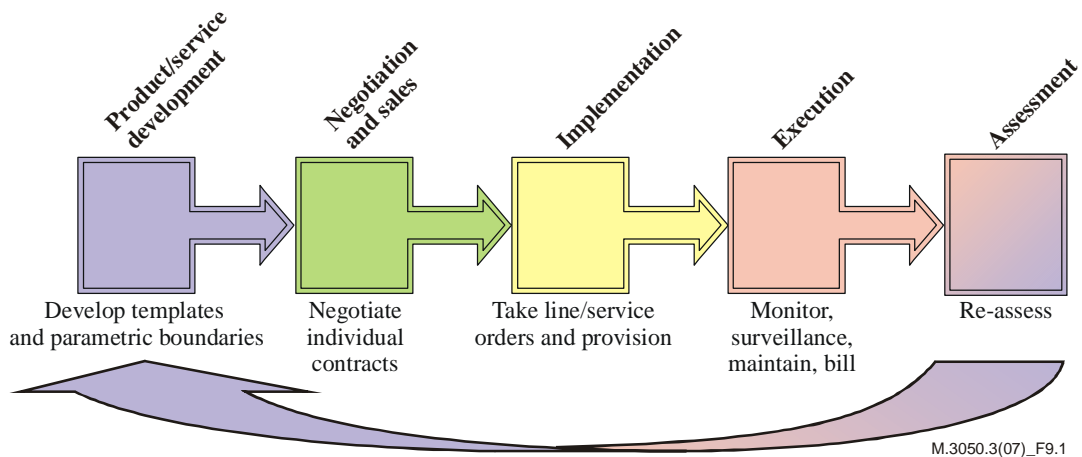 Product/service
development
Negotiation
and sales
Implementation
Execution
Assessment
Develop templates
and parametric boundaries
Negotiate
individual
contracts
Take line/service
orders and provision
Monitor,
surveillance,
maintain, bill
Re-assess
M.3050.3(07)_F9.1